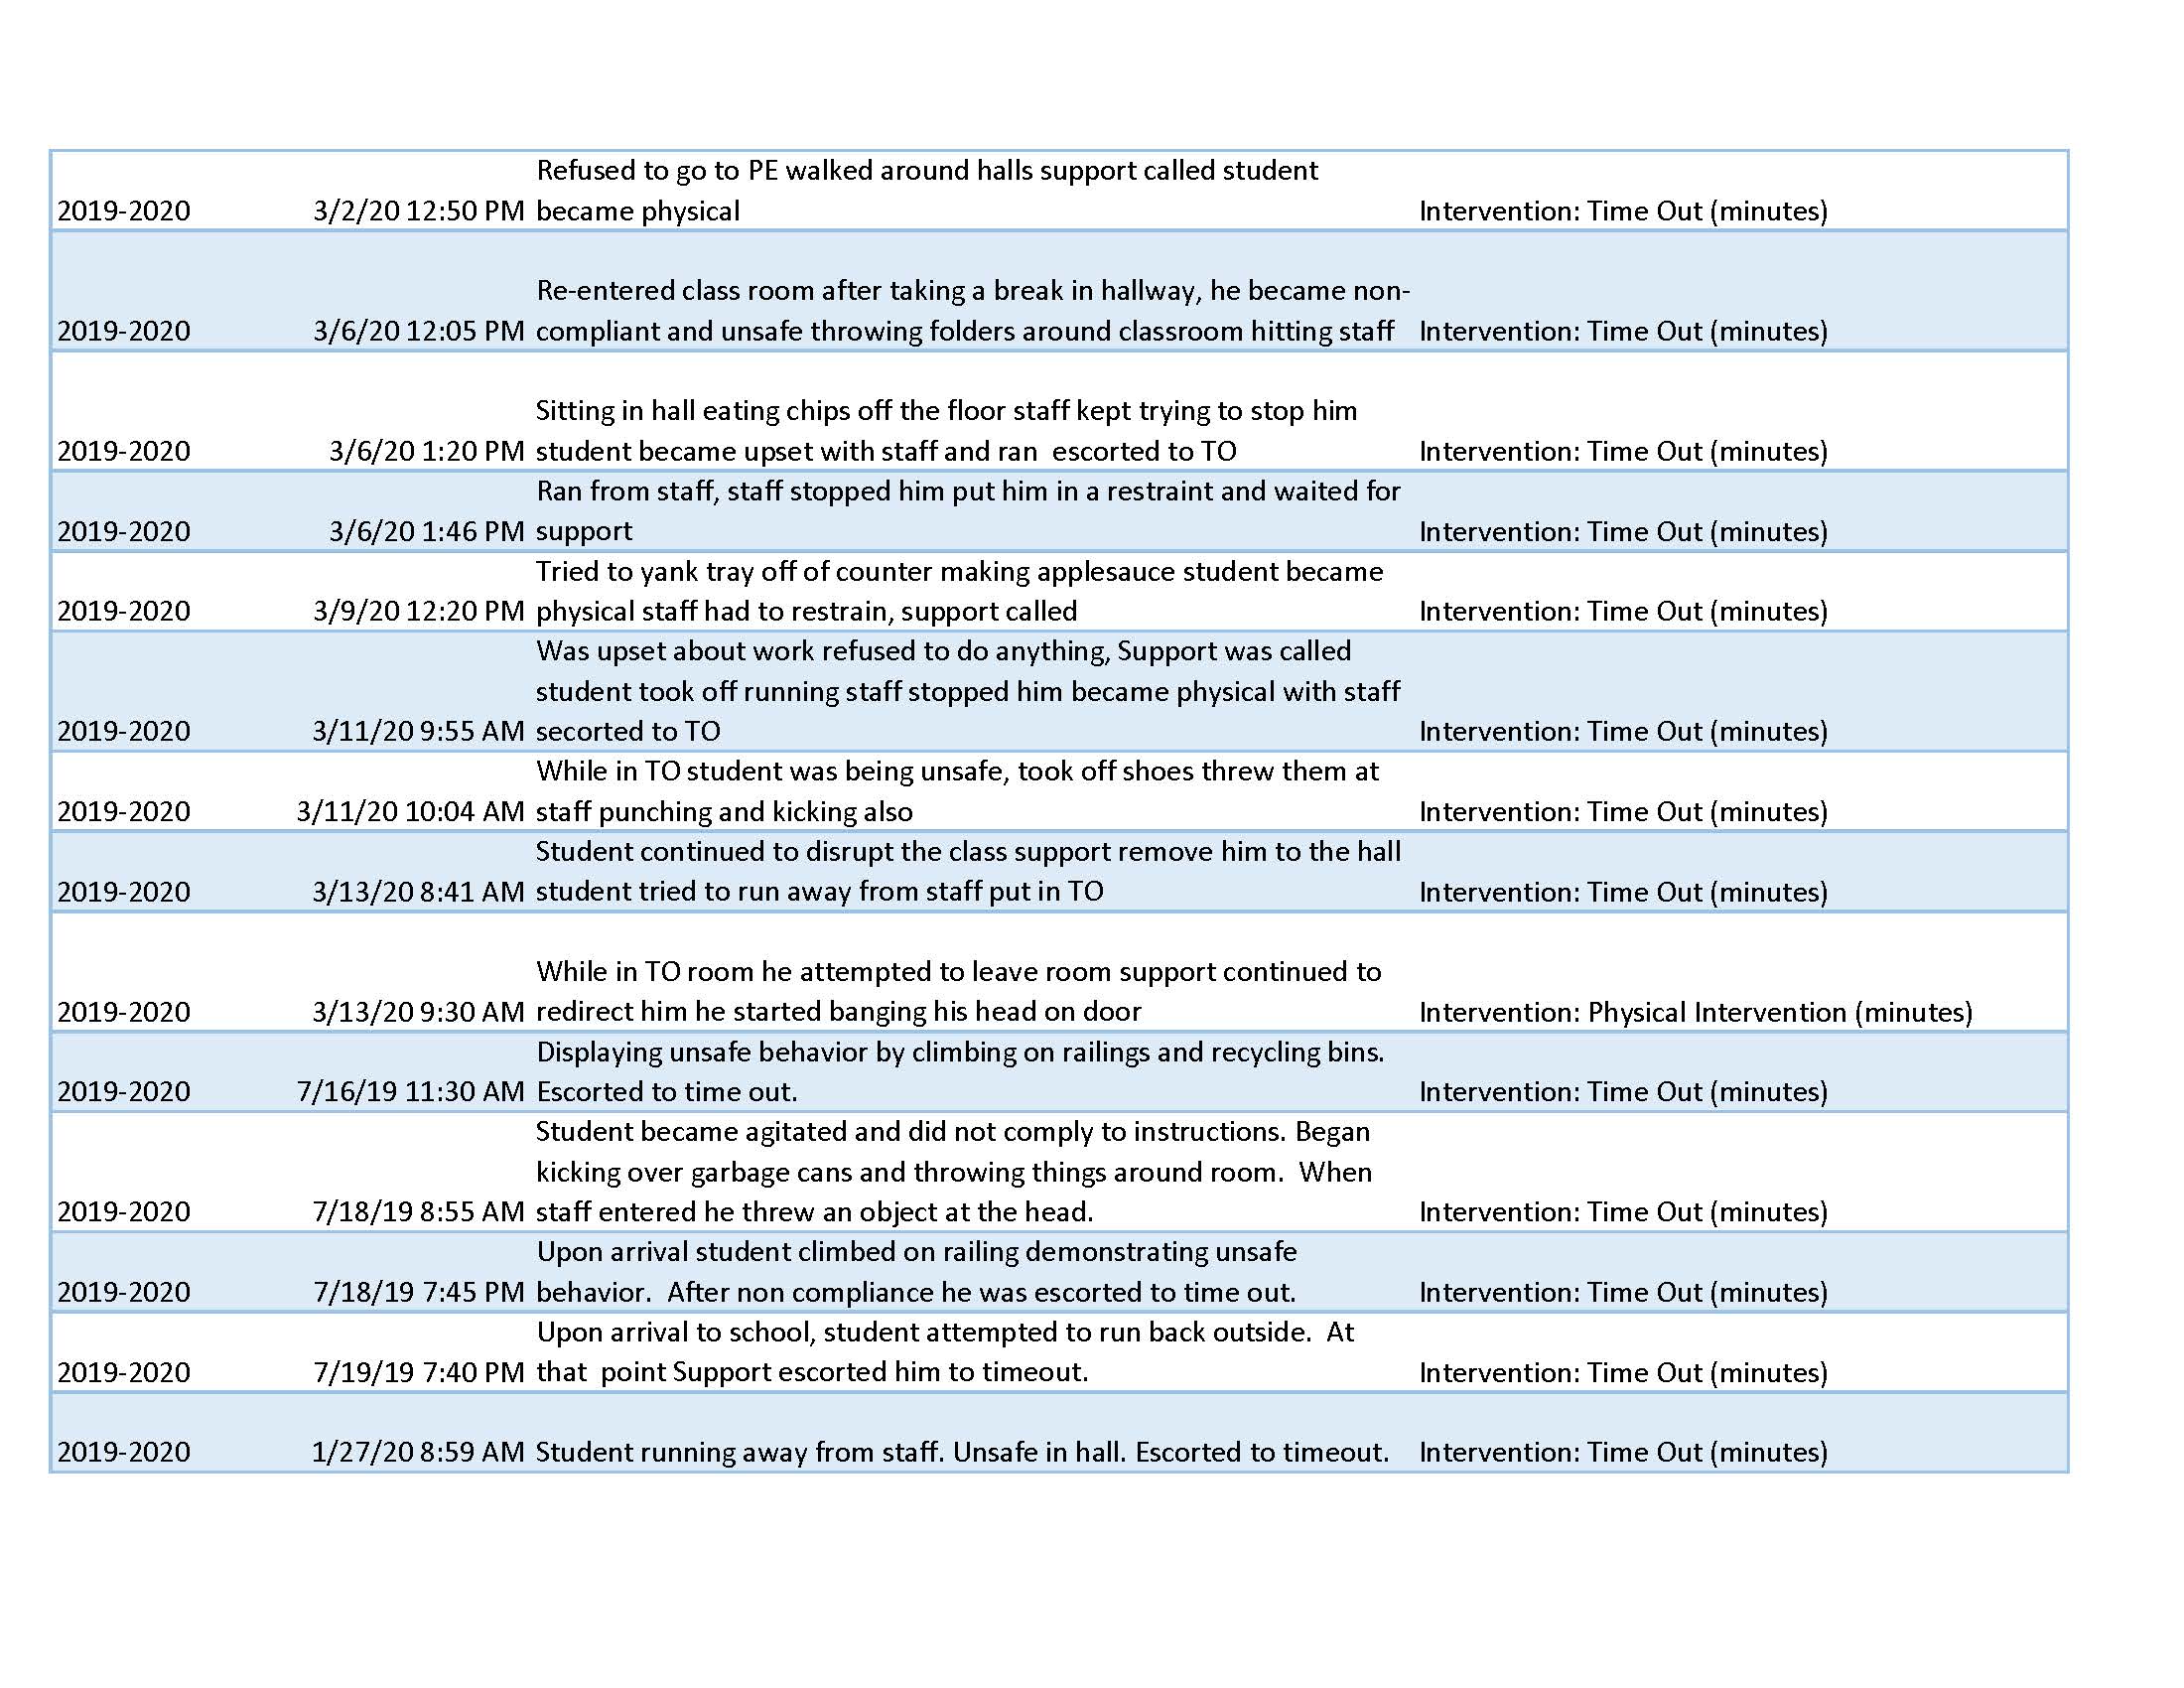 Refused to go to PE walked around halls support called student
2019-2020 3/2/20 12:50 PM became physical Intervention: Time Out (minutes)
Re-entered class room after taking a break in hallway, he became non-
2019-2020 3/6/20 12:05 PM compliant and unsafe throwing folders around classroom hitting staff Intervention: Time Out (minutes)
Sitting in hall eating chips off the floor staff kept trying to stop him
2019-2020 3/6/20 1:20 PM student became upset with staff and ran  escorted to TO Intervention: Time Out (minutes)
Ran from staff, staff stopped him put him in a restraint and waited for
2019-2020 3/6/20 1:46 PM support Intervention: Time Out (minutes)
Tried to yank tray off of counter making applesauce student became
2019-2020 3/9/20 12:20 PM physical staff had to restrain, support called Intervention: Time Out (minutes)
Was upset about work refused to do anything, Support was called
student took off running staff stopped him became physical with staff
2019-2020 3/11/20 9:55 AM secorted to TO Intervention: Time Out (minutes)
While in TO student was being unsafe, took off shoes threw them at
2019-2020 3/11/20 10:04 AM staff punching and kicking also Intervention: Time Out (minutes)
Student continued to disrupt the class support remove him to the hall
2019-2020 3/13/20 8:41 AM student tried to run away from staff put in TO Intervention: Time Out (minutes)
While in TO room he attempted to leave room support continued to
2019-2020 3/13/20 9:30 AM redirect him he started banging his head on door Intervention: Physical Intervention (minutes)
Displaying unsafe behavior by climbing on railings and recycling bins.
2019-2020 7/16/19 11:30 AM Escorted to time out. Intervention: Time Out (minutes)
Student became agitated and did not comply to instructions. Began
kicking over garbage cans and throwing things around room.  When
2019-2020 7/18/19 8:55 AM staff entered he threw an object at the head. Intervention: Time Out (minutes)
Upon arrival student climbed on railing demonstrating unsafe
2019-2020 7/18/19 7:45 PM behavior.  After non compliance he was escorted to time out. Intervention: Time Out (minutes)
Upon arrival to school, student attempted to run back outside.  At
2019-2020 7/19/19 7:40 PM that  point Support escorted him to timeout. Intervention: Time Out (minutes)
2019-2020 1/27/20 8:59 AM Student running away from staff. Unsafe in hall. Escorted to timeout. Intervention: Time Out (minutes)